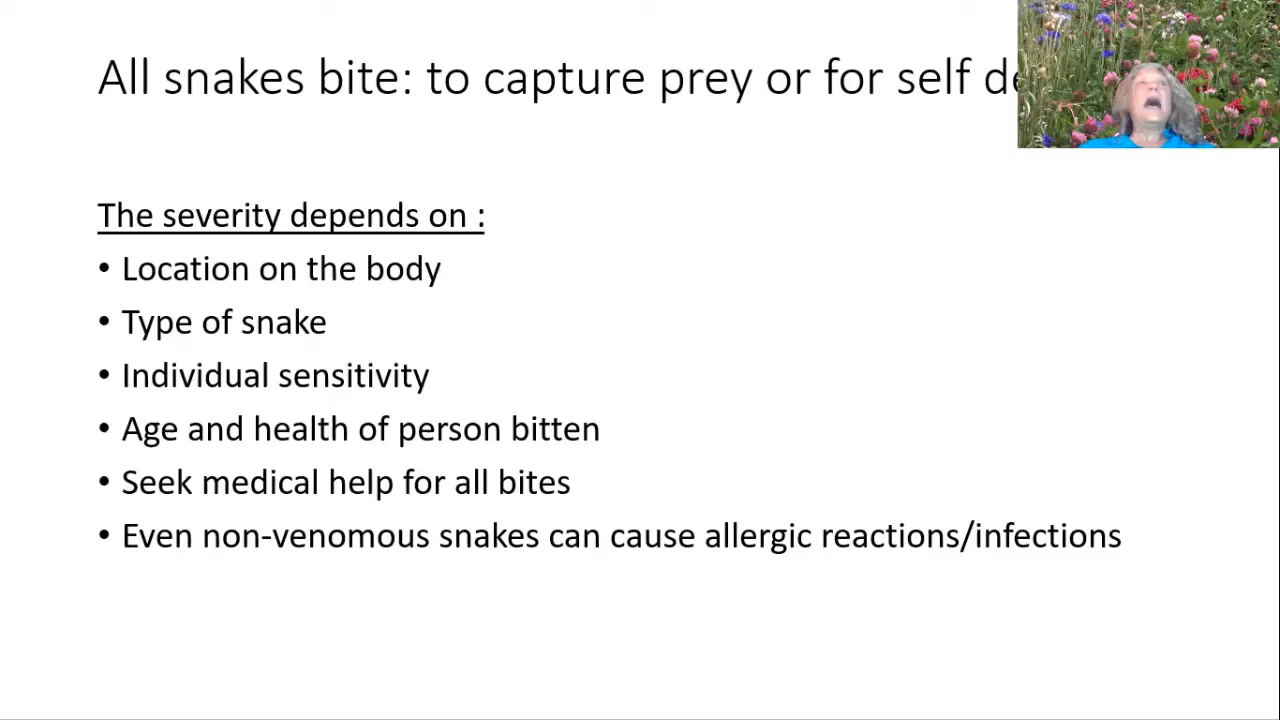 All snakes bite: to capture prey or for self
The severity depends on :
• Location on the body
• Type of snake
• Individual sensitivity
• Age and health of person bitten
• Seek medical help for all bites
• Even non-venomous snakes can cause allergic reactions/infections